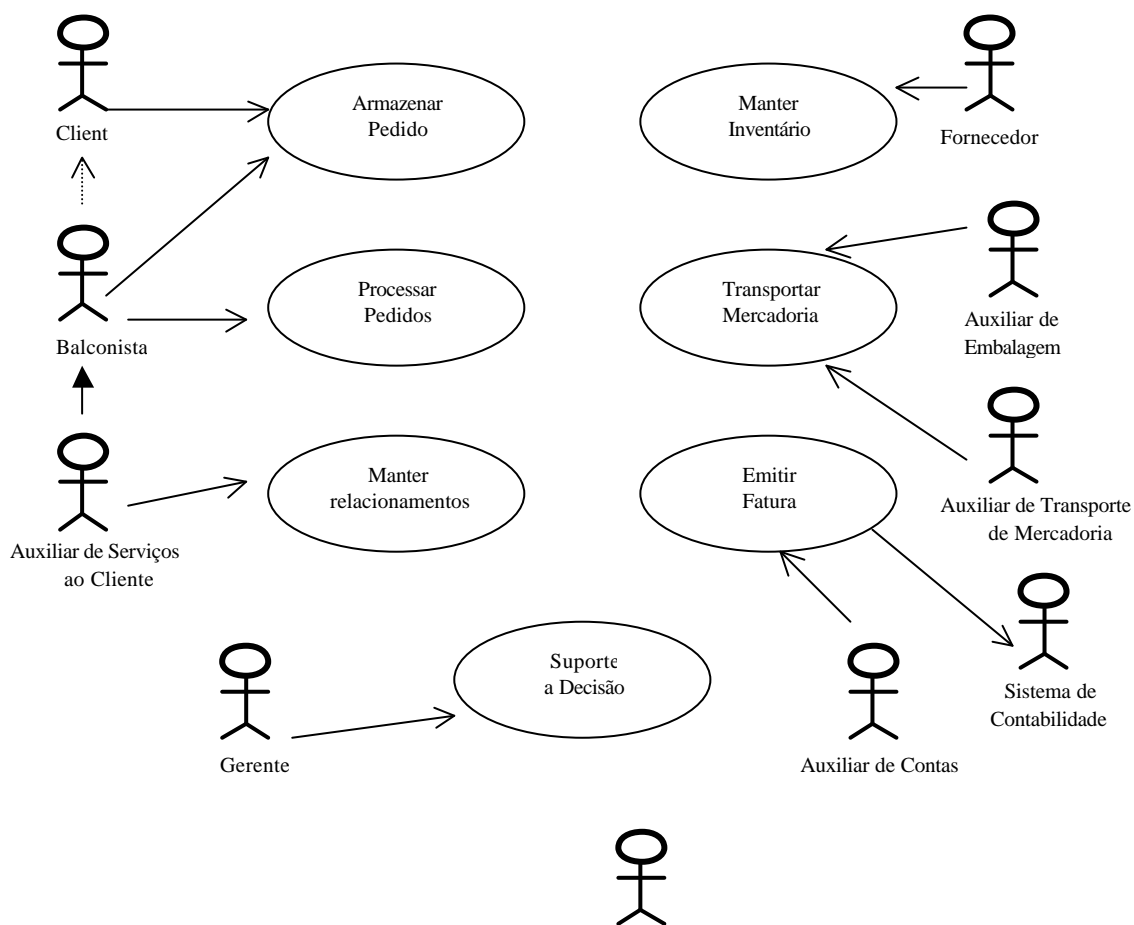 Client
Armazenar
Pedido
Manter
Inventário
Fornecedor
Balconista
Processar
Pedidos
Transportar
Mercadoria
Auxiliar de
Embalagem
Auxiliar de Serviços
ao Cliente
Manter
relacionamentos
Emitir
Fatura
Auxiliar de Transporte
de Mercadoria
Gerente
Suporte
a Decisão
Auxiliar de Contas
Sistema de
Contabilidade